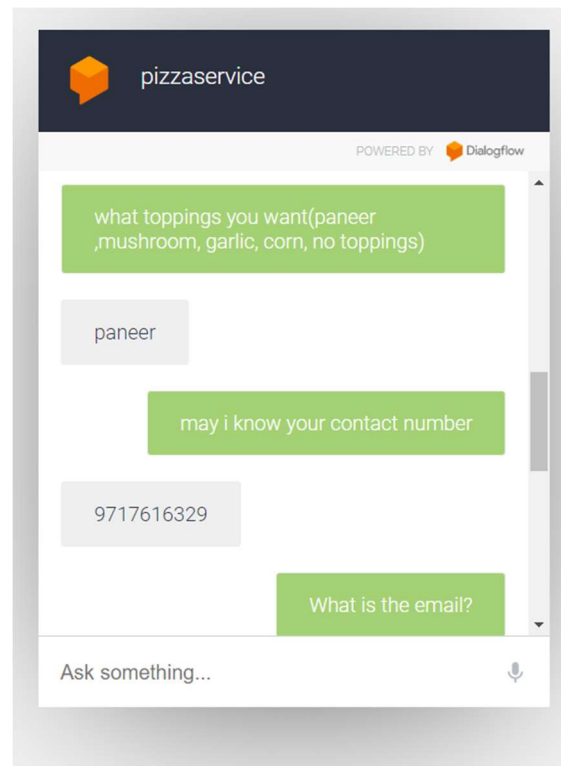 pizzaservice
POWERED BY Dialogflow
what toppings you want(paneer
,mushroom, garlic, corn, no toppings)
paneer
may i know your contact number
9717616329
What is the email?
Ask something...